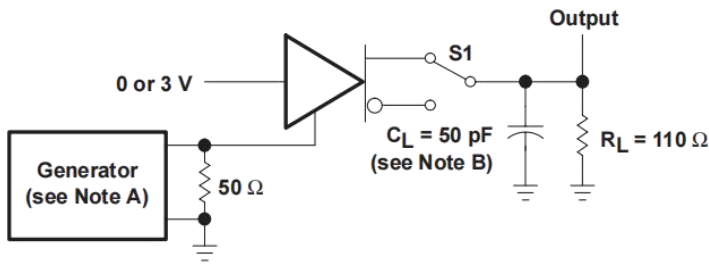 Output
S1
0 or 3 V
C_L = 50 pF
(see Note B)
R_L = 110 Ω
Generator
(see Note A)
50 Ω